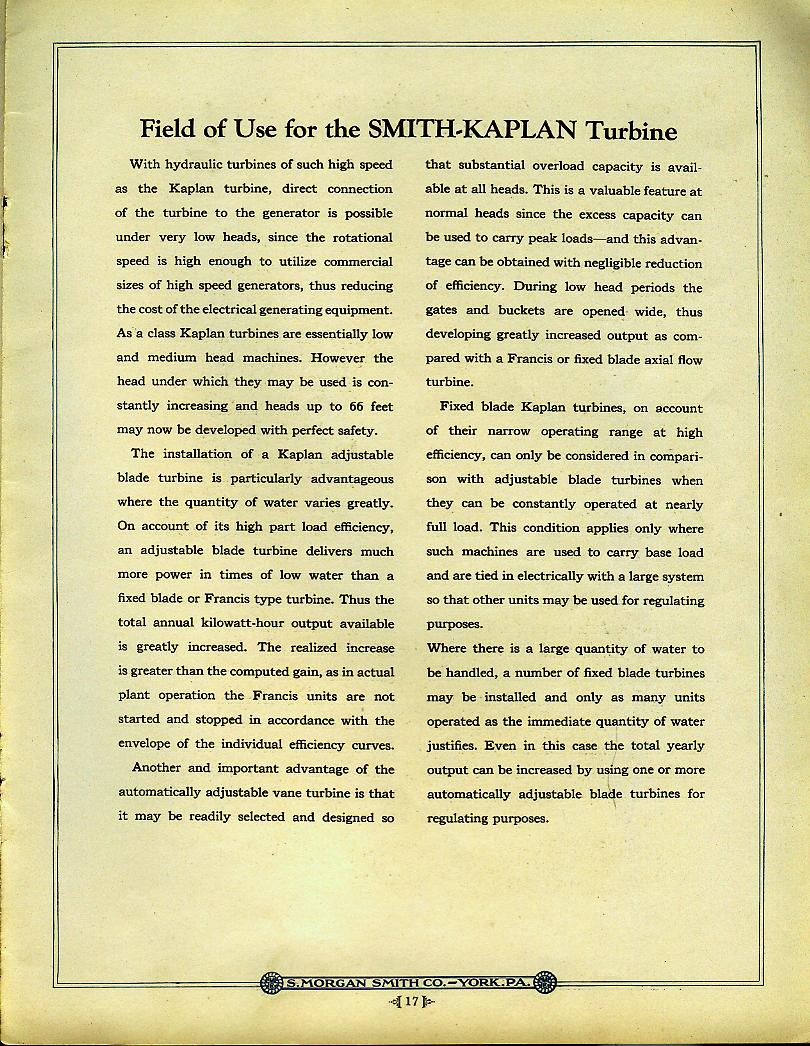 Field of Use for the SMITH-KAPLAN Turbine
With hydraulic turbines of such high speed
as the Kaplan turbine, direct connection
of the turbine to the generator is possible
under very low heads, since the rotational
speed is high enough to utilize commercial
sizes of high speed generators, thus reducing
the cost of the electrical generating equipment.
As a class Kaplan turbines are essentially low
and medium head machines. However the
head under which they may be used is con-
stantly increasing and heads up to 66 feet
may now be developed with perfect safety.
The installation of a Kaplan adjustable
blade turbine is particularly advantageous
where the quantity of water varies greatly.
On account of its high part load efficiency,
an adjustable blade turbine delivers much
more power in times of low water than a
fixed blade or Francis type turbine. Thus the
total annual kilowatt-hour output available
is greatly increased. The realized increase
is greater than the computed gain, as in actual
plant operation the Francis units are not
started and stopped in accordance with the
envelope of the individual efficiency curves.
Another and important advantage of the
automatically adjustable vane turbine is that
it may be readily selected and designed so
that substantial overload capacity is avail-
able at all heads. This is a valuable feature at
normal heads since the excess capacity can
be used to carry peak loads—and this advan-
tage can be obtained with negligible reduction
of efficiency. During low head periods the
gates and buckets are opened wide, thus
developing greatly increased output as com-
pared with a Francis or fixed blade axial flow
turbine.
Fixed blade Kaplan turbines, on account
of their narrow operating range at high
efficiency, can only be considered in compari-
son with adjustable blade turbines when
they can be constantly operated at nearly
full load. This condition applies only where
such machines are used to carry base load
and are tied in electrically with a large system
so that other units may be used for regulating
purposes.
Where there is a large quantity of water to
be handled, a number of fixed blade turbines
may be installed and only as many units
operated as the immediate quantity of water
justifies. Even in this case the total yearly
output can be increased by using one or more
automatically adjustable blade turbines for
regulating purposes.
S. MORGAN SMITH CO.—YORK, PA.
17